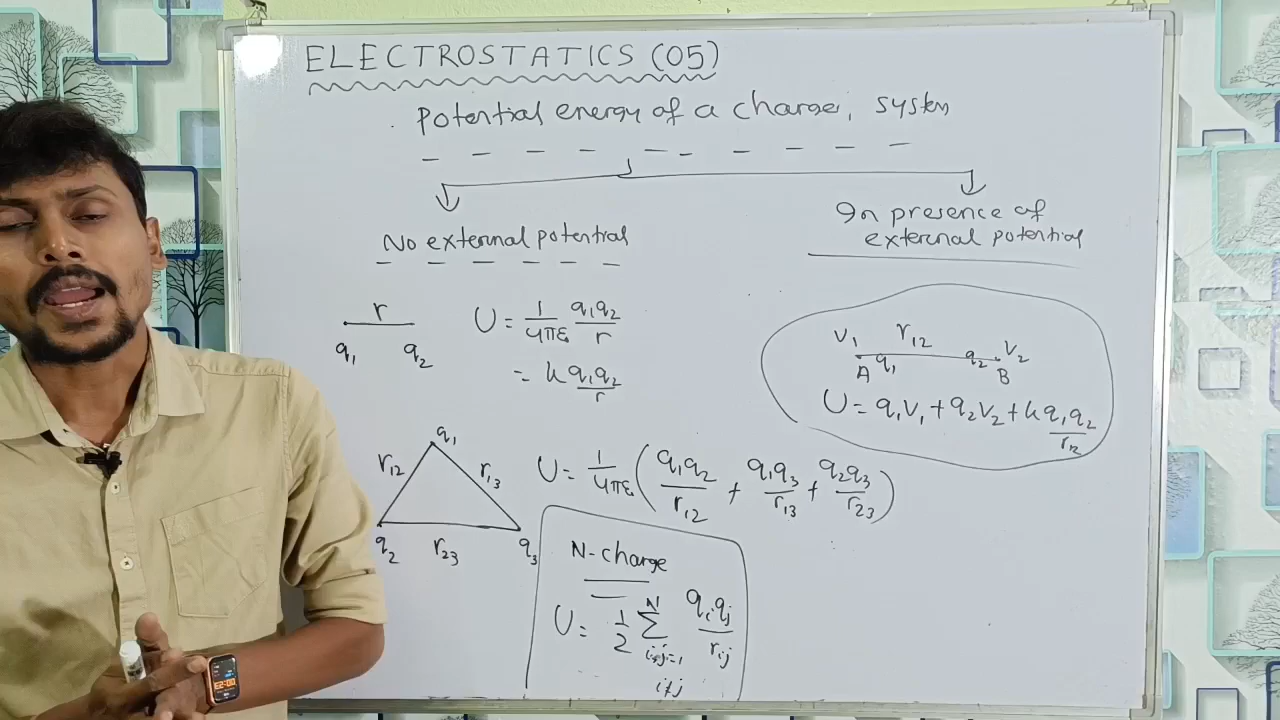 ELECTROSTATICS (05)
Potential energy of a charge, system
No external potential
In presence of
external potential
r
q₁ q₂
U = 1/4πε q₁q₂/r
= k q₁q₂/r
V₁ r₁₂ V₂
A q₁ q₂ B
U = q₁V₁ + q₂V₂ + k q₁q₂/r₁₂
q₁
r₁₂ r₁₃
q₂ r₂₃ q₃
U = 1/4πε ( q₁q₂/r₁₂ + q₁q₃/r₁₃ + q₂q₃/r₂₃ )
N-charge
U = 1/2 N Σ i,j=1 qᵢqⱼ/rᵢⱼ
i≠j